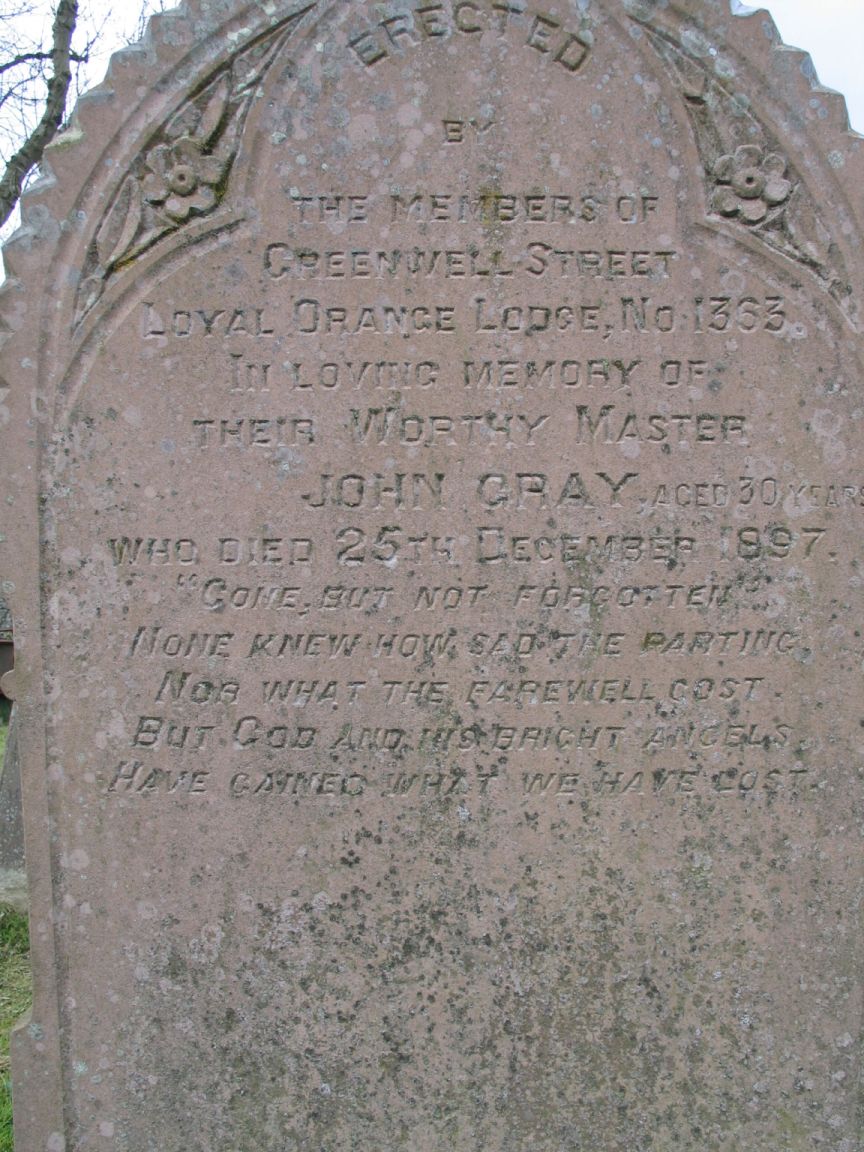 ERECTED
BY
THE MEMBERS OF
GREENWELL STREET
LOYAL ORANGE LODGE, NO 1363.
IN LOVING MEMORY OF
THEIR WORTHY MASTER
JOHN GRAY, AGED 30 YEARS
WHO DIED 25TH DECEMBER 1897.
"GONE, BUT NOT FORGOTTEN"
NONE KNEW HOW SAD THE PARTING.
NOR WHAT THE FAREWELL COST.
BUT GOD AND HIS BRIGHT ANGELS.
HAVE GAINED WHAT WE HAVE LOST.